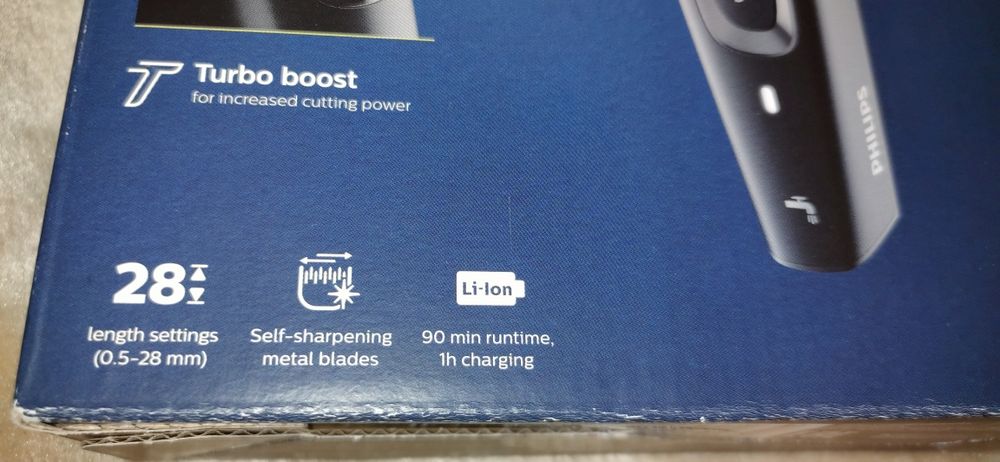 Turbo boost
for increased cutting power
PHILIPS
28
length settings
(0.5-28 mm)
Self-sharpening
metal blades
Li-Ion
90 min runtime,
1h charging